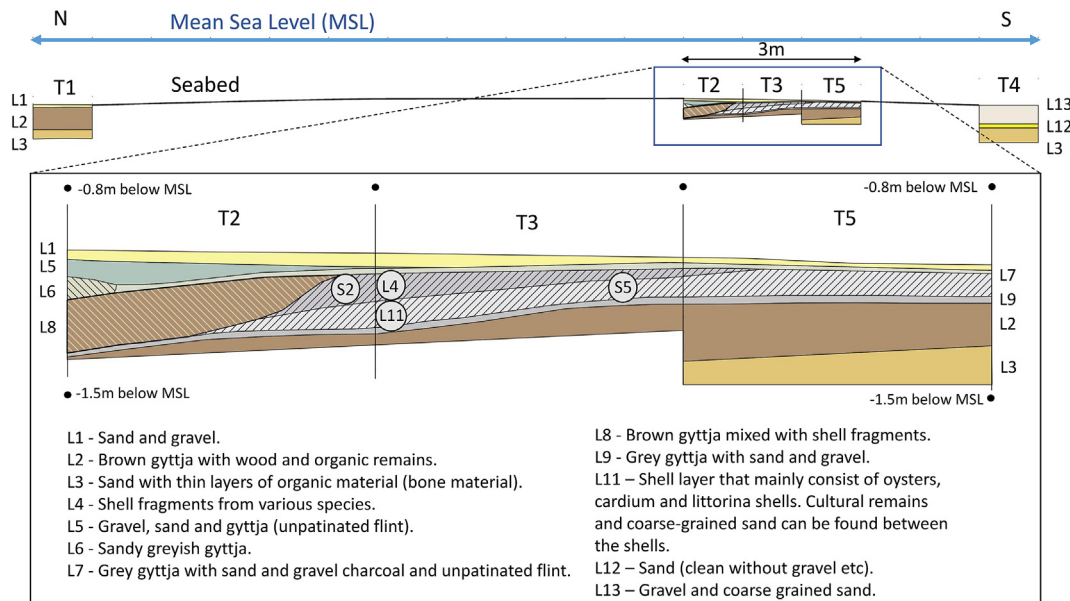 N
Mean Sea Level (MSL)
S
3m
T1
Seabed
T2
T3
T5
T4
L1
L2
L3
L13
L12
L3
-0.8m below MSL
-0.8m below MSL
T2
T3
T5
L1
L5
L6
L8
S2
L4
L11
S5
L7
L9
L2
L3
-1.5m below MSL
-1.5m below MSL
L1 - Sand and gravel.
L2 - Brown gyttja with wood and organic remains.
L3 - Sand with thin layers of organic material (bone material).
L4 - Shell fragments from various species.
L5 - Gravel, sand and gyttja (unpatinated flint).
L6 - Sandy greyish gyttja.
L7 - Grey gyttja with sand and gravel charcoal and unpatinated flint.
L8 - Brown gyttja mixed with shell fragments.
L9 - Grey gyttja with sand and gravel.
L11 – Shell layer that mainly consist of oysters,
cardium and littorina shells. Cultural remains
and coarse-grained sand can be found between
the shells.
L12 – Sand (clean without gravel etc).
L13 – Gravel and coarse grained sand.